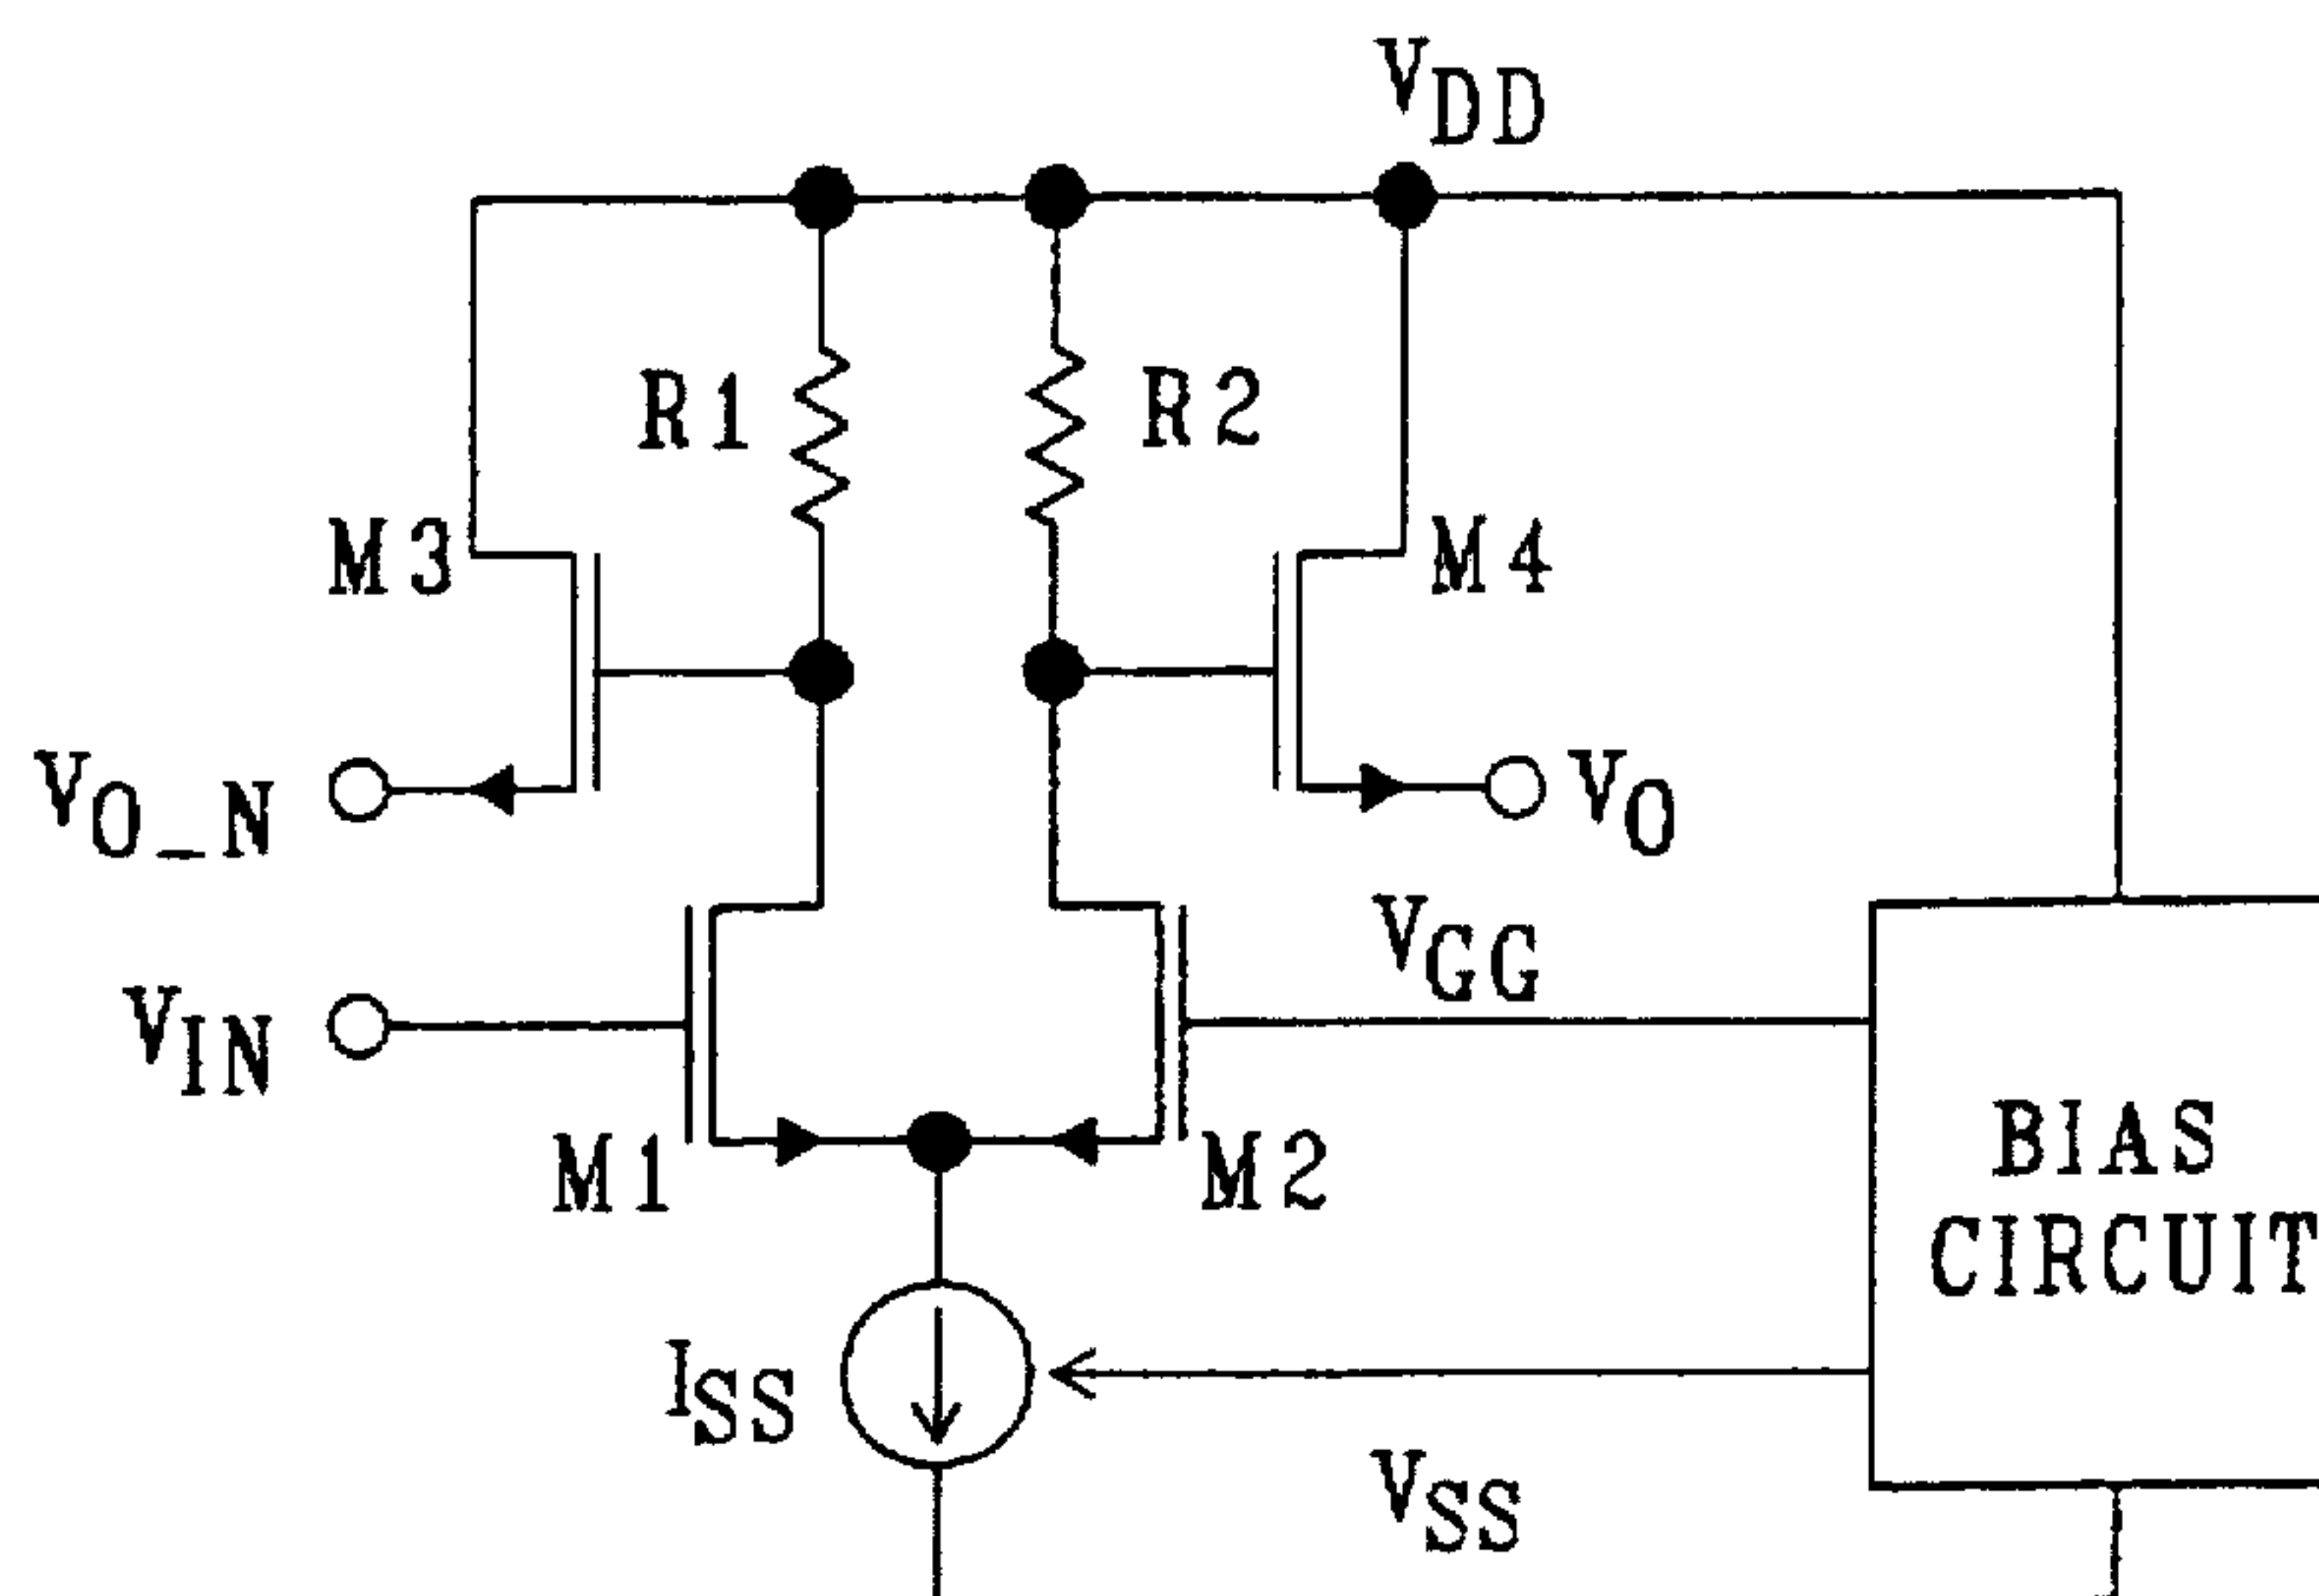 VDD
R1
R2
M3
M4
VO_N
VO
VGG
VIN
BIAS
CIRCUIT
M1
M2
ISS
VSS